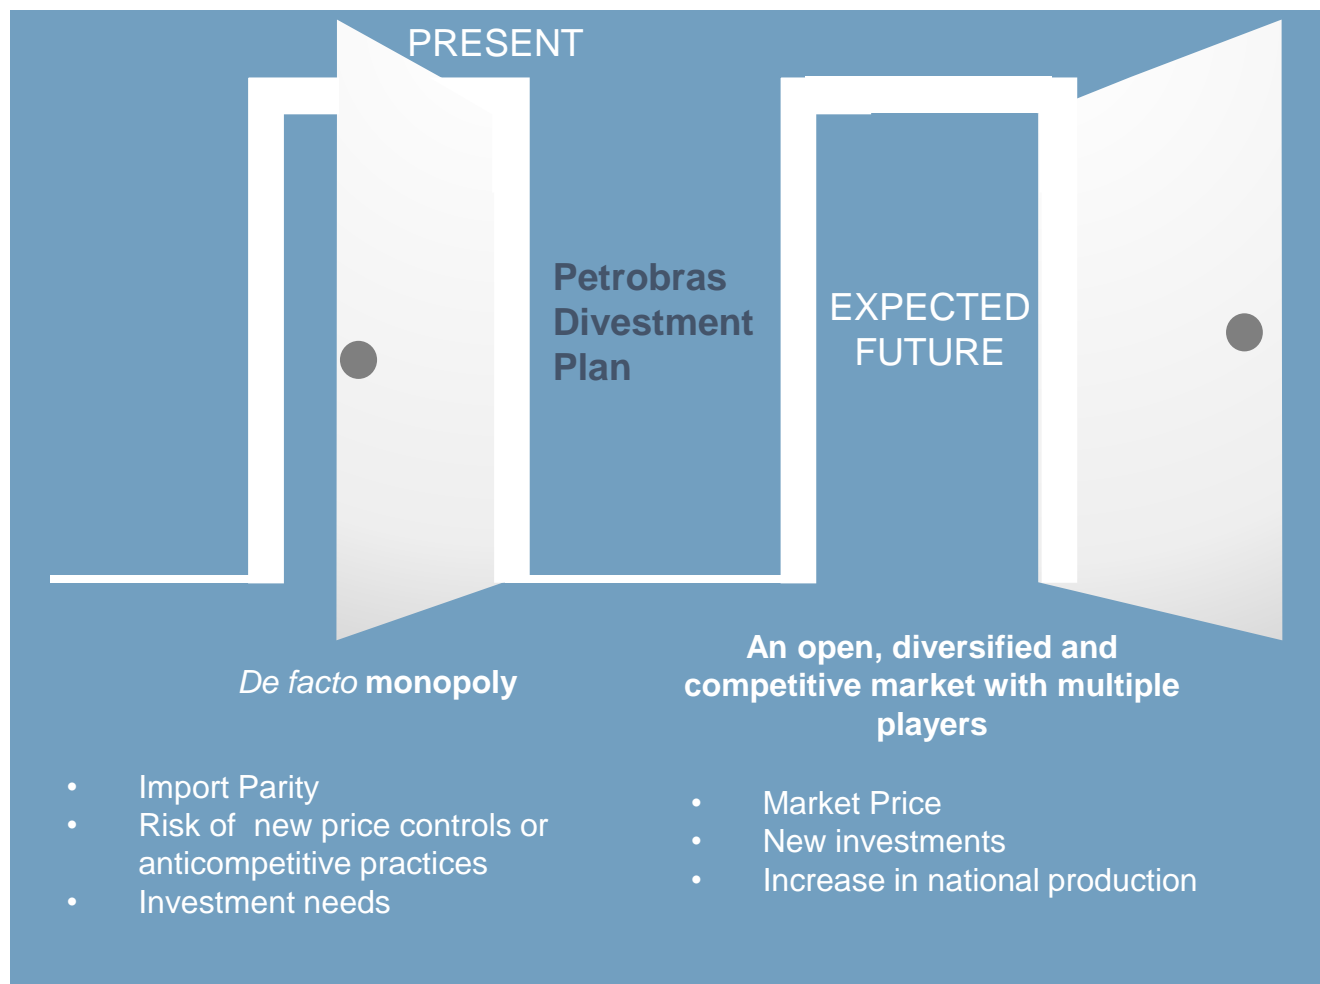 PRESENT
Petrobras
Divestment
Plan
EXPECTED
FUTURE
De facto monopoly
• Import Parity
• Risk of  new price controls or
anticompetitive practices
• Investment needs
An open, diversified and
competitive market with multiple
players
• Market Price
• New investments
• Increase in national production